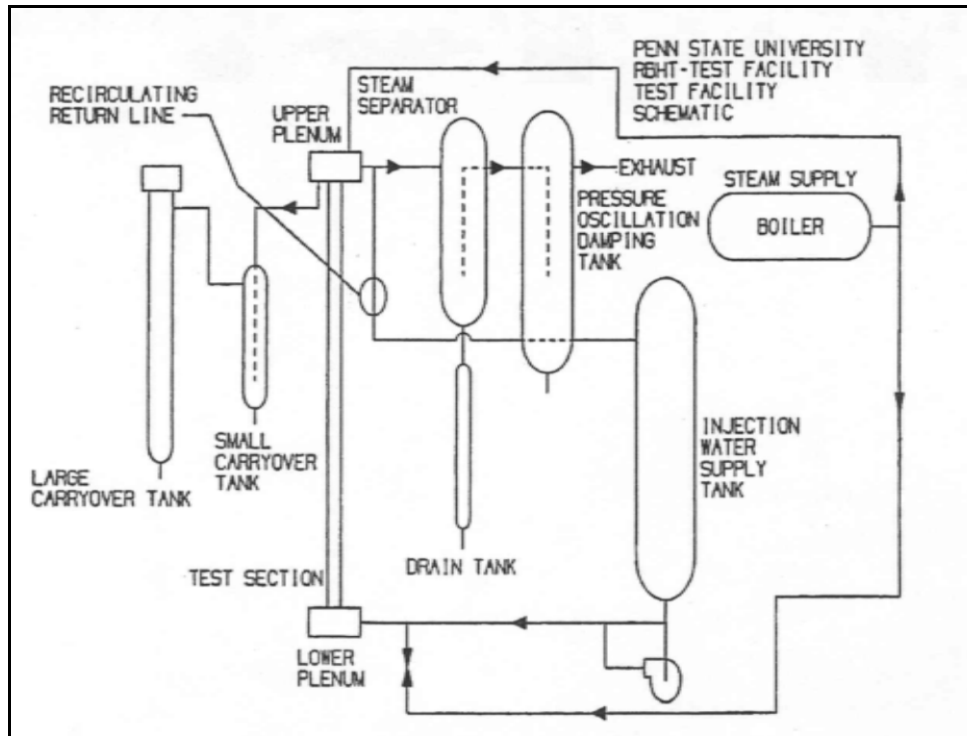 PENN STATE UNIVERSITY
RBHT-TEST FACILITY
TEST FACILITY
SCHEMATIC
RECIRCULATING
RETURN LINE
UPPER
PLENUM
STEAM
SEPARATOR
EXHAUST
PRESSURE
OSCILLATION
DAMPING
TANK
STEAM SUPPLY
BOILER
INJECTION
WATER
SUPPLY
TANK
SMALL
CARRYOVER
TANK
LARGE
CARRYOVER TANK
DRAIN TANK
TEST SECTION
LOWER
PLENUM